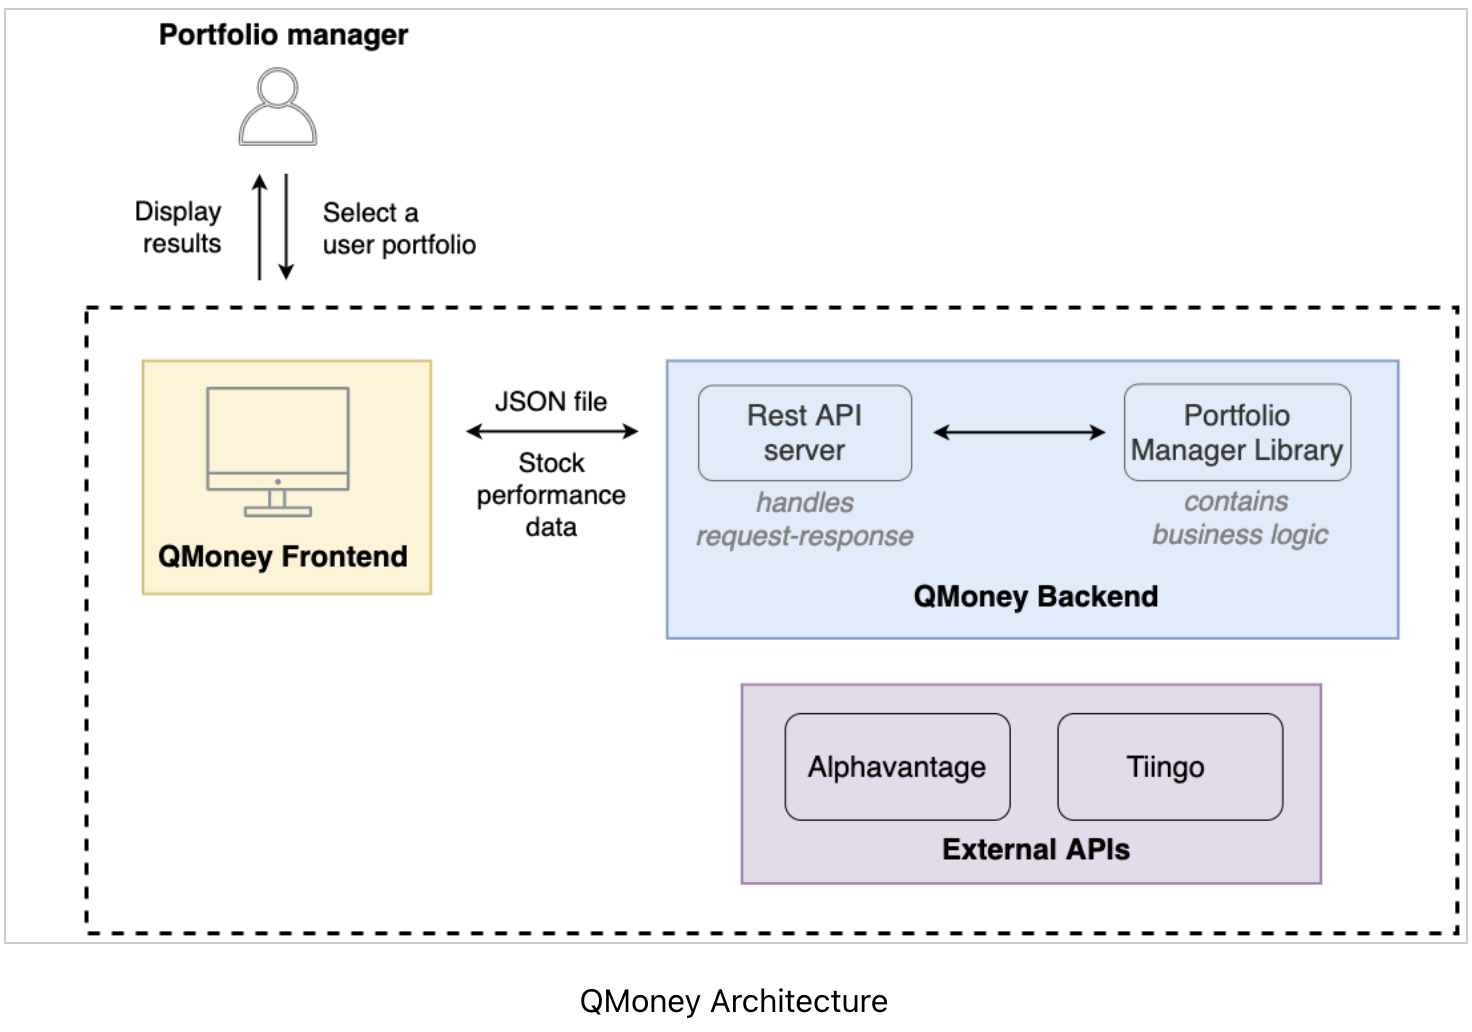 Portfolio manager
Display
results
Select a
user portfolio
JSON file
Stock
performance
data
QMoney Frontend
Rest API
server
handles
request-response
Portfolio
Manager Library
contains
business logic
QMoney Backend
Alphavantage
Tiingo
External APIs
QMoney Architecture